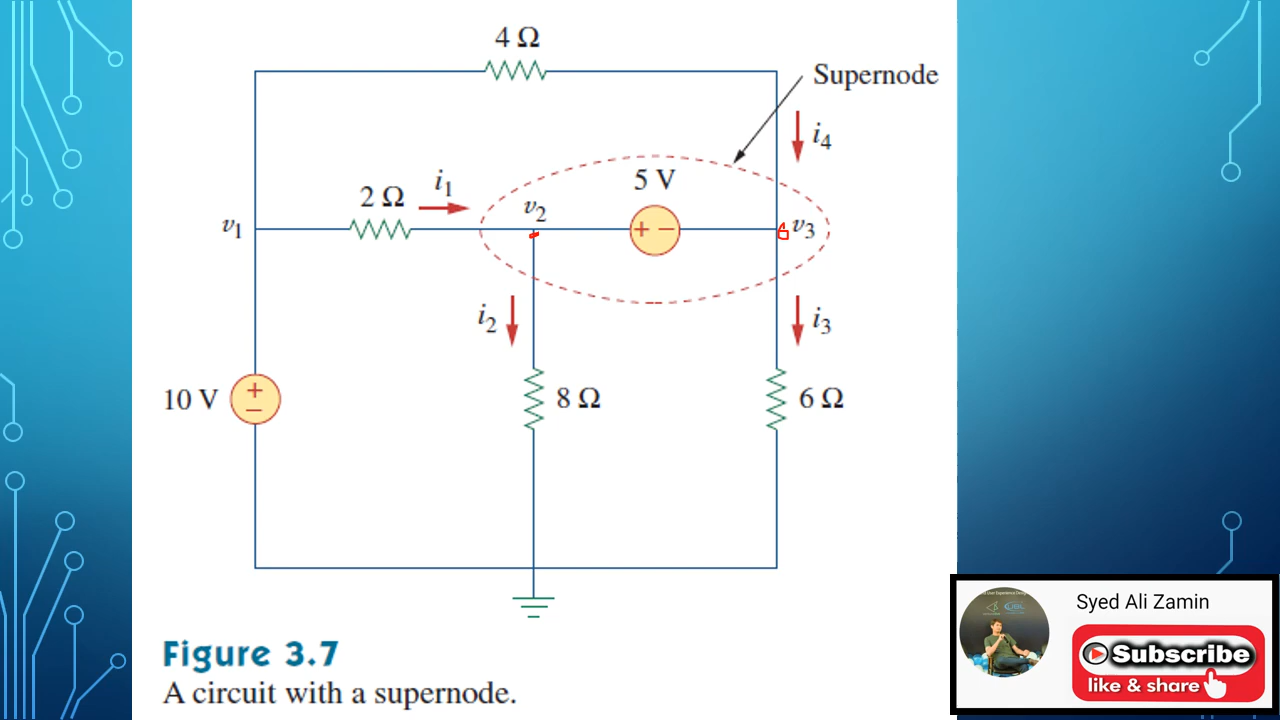 4 Ω
Supernode
i4
5 V
2 Ω
i1
v2
v1
+ −
v3
i2
i3
10 V
+
−
8 Ω
6 Ω
Syed Ali Zamin
Subscribe
like & share
Figure 3.7
A circuit with a supernode.